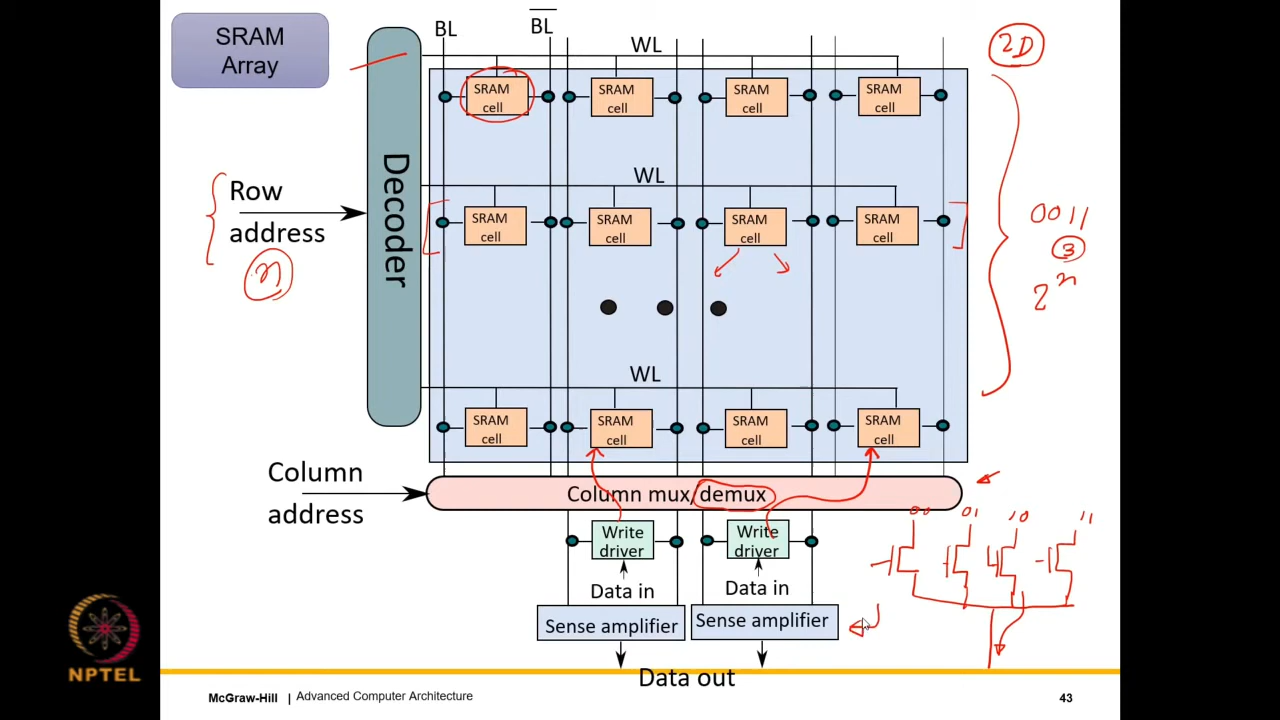 SRAM
Array
BL
BL
WL
2D
SRAM
cell
SRAM
cell
SRAM
cell
SRAM
cell
Decoder
Row
address
n
WL
SRAM
cell
SRAM
cell
SRAM
cell
SRAM
cell
0011
3
2^n
WL
SRAM
cell
SRAM
cell
SRAM
cell
SRAM
cell
Column
address
Column mux/demux
00 01 10 11
Write
driver
Write
driver
Data in
Data in
Sense amplifier
Sense amplifier
Data out
NPTEL
McGraw-Hill | Advanced Computer Architecture
43